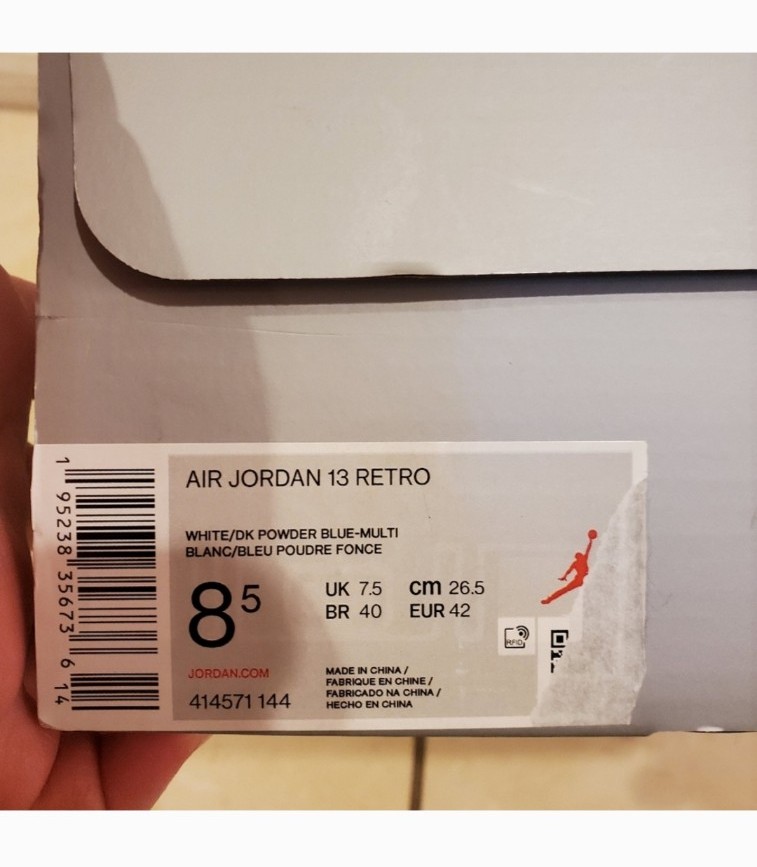 AIR JORDAN 13 RETRO
WHITE/DK POWDER BLUE-MULTI
BLANC/BLEU POUDRE FONCE
8 5
UK 7.5 cm 26.5
BR 40 EUR 42
JORDAN.COM
414571 144
MADE IN CHINA /
FABRIQUE EN CHINE /
FABRICADO NA CHINA /
HECHO EN CHINA
RFID
1 95238 35673 6 14